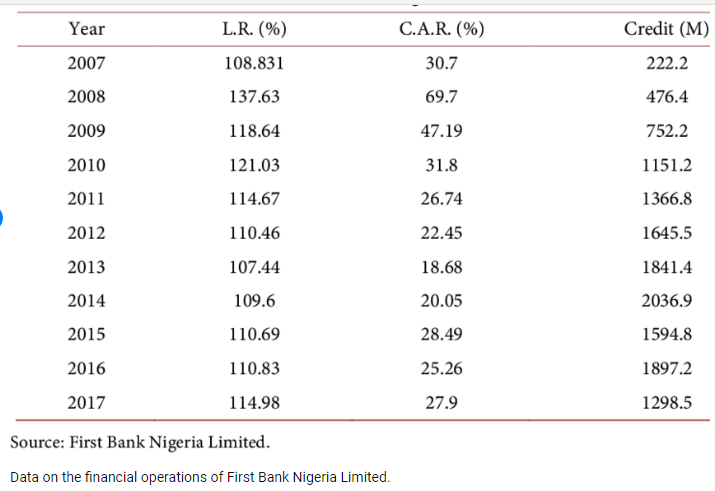 Year L.R. (%) C.A.R. (%) Credit (M)
2007 108.831 30.7 222.2
2008 137.63 69.7 476.4
2009 118.64 47.19 752.2
2010 121.03 31.8 1151.2
2011 114.67 26.74 1366.8
2012 110.46 22.45 1645.5
2013 107.44 18.68 1841.4
2014 109.6 20.05 2036.9
2015 110.69 28.49 1594.8
2016 110.83 25.26 1897.2
2017 114.98 27.9 1298.5
Source: First Bank Nigeria Limited.
Data on the financial operations of First Bank Nigeria Limited.